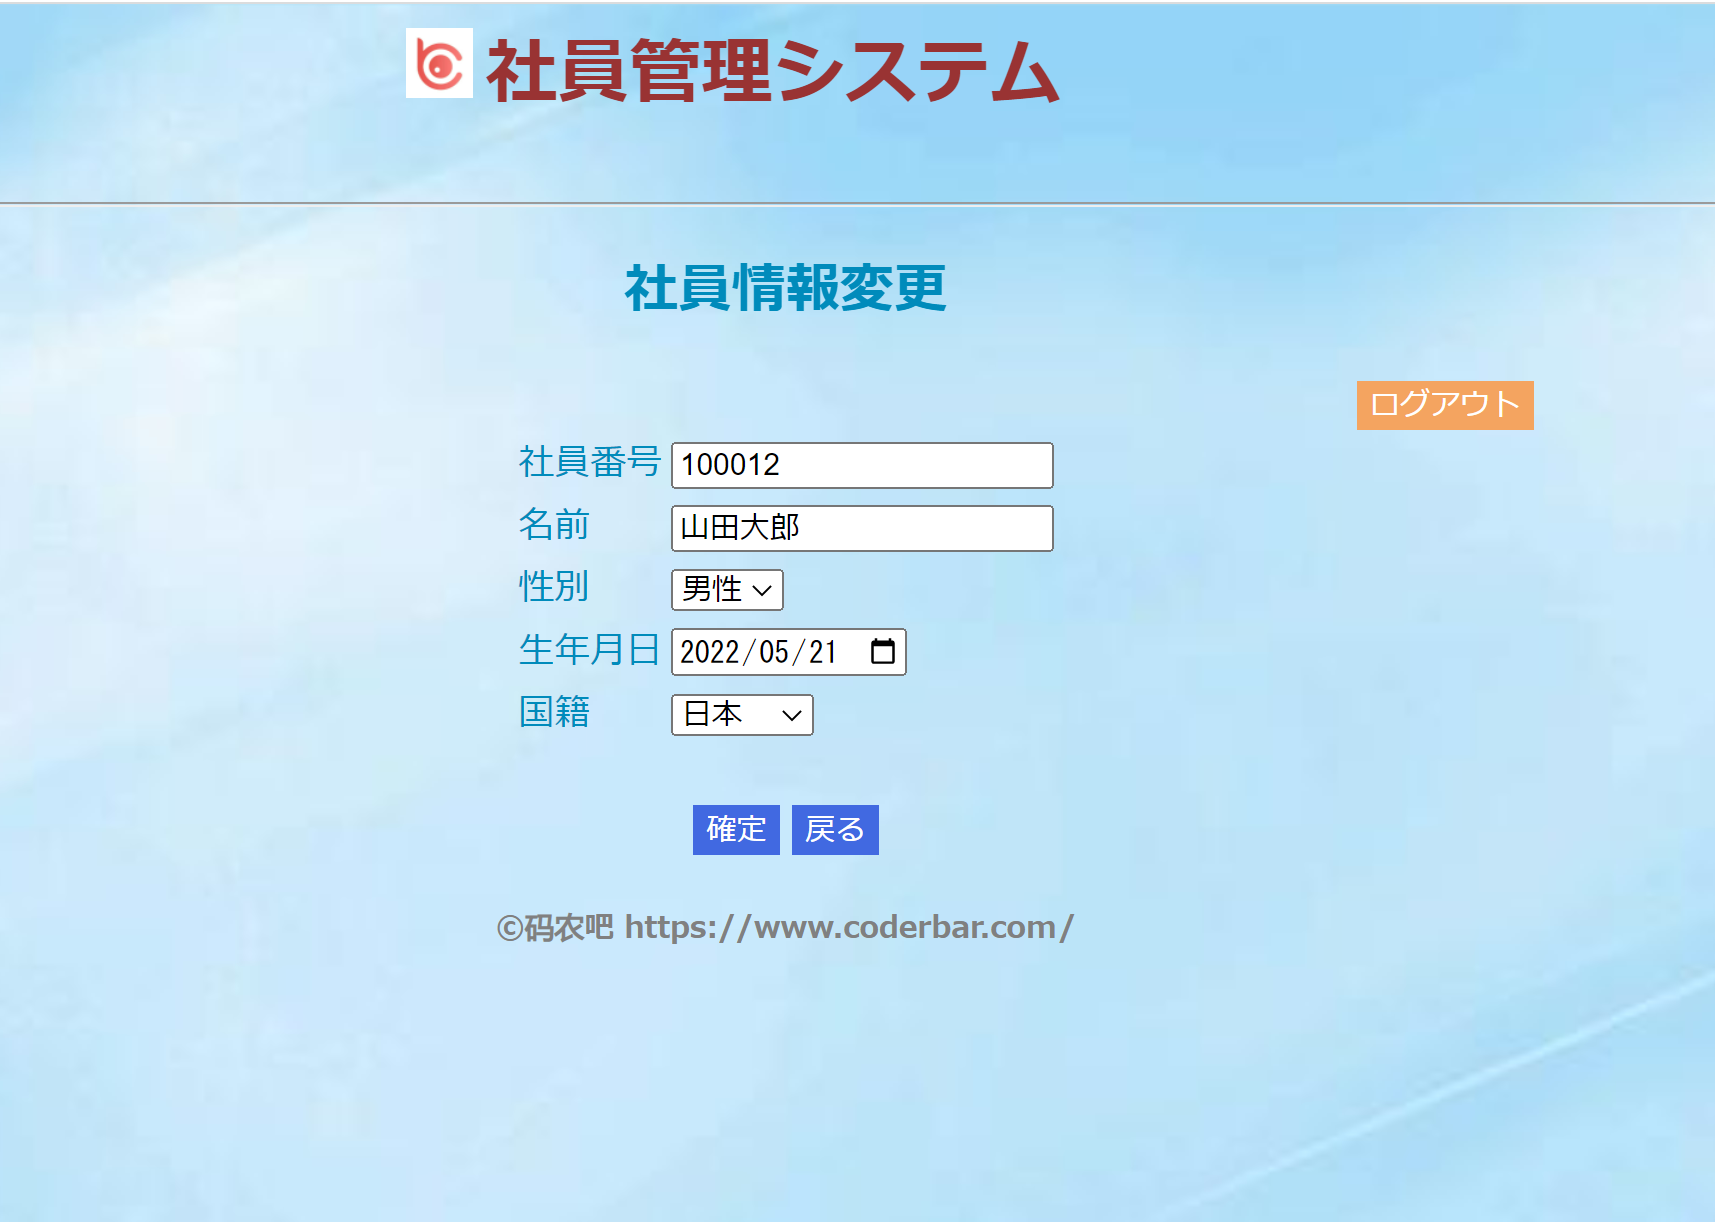 社員管理システム
社員情報変更
ログアウト
社員番号 100012
名前 山田大郎
性別 男性
生年月日 2022/05/21
国籍 日本
確定 戻る
©码农吧 https://www.coderbar.com/